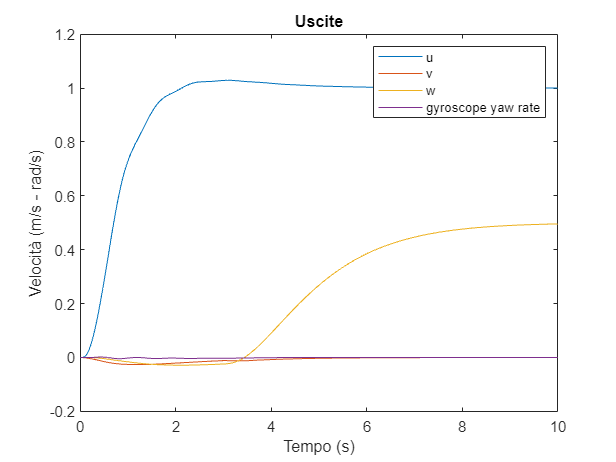 Uscite
u
v
w
gyroscope yaw rate
Velocità (m/s - rad/s)
1.2
1
0.8
0.6
0.4
0.2
0
-0.2
0 2 4 6 8 10
Tempo (s)